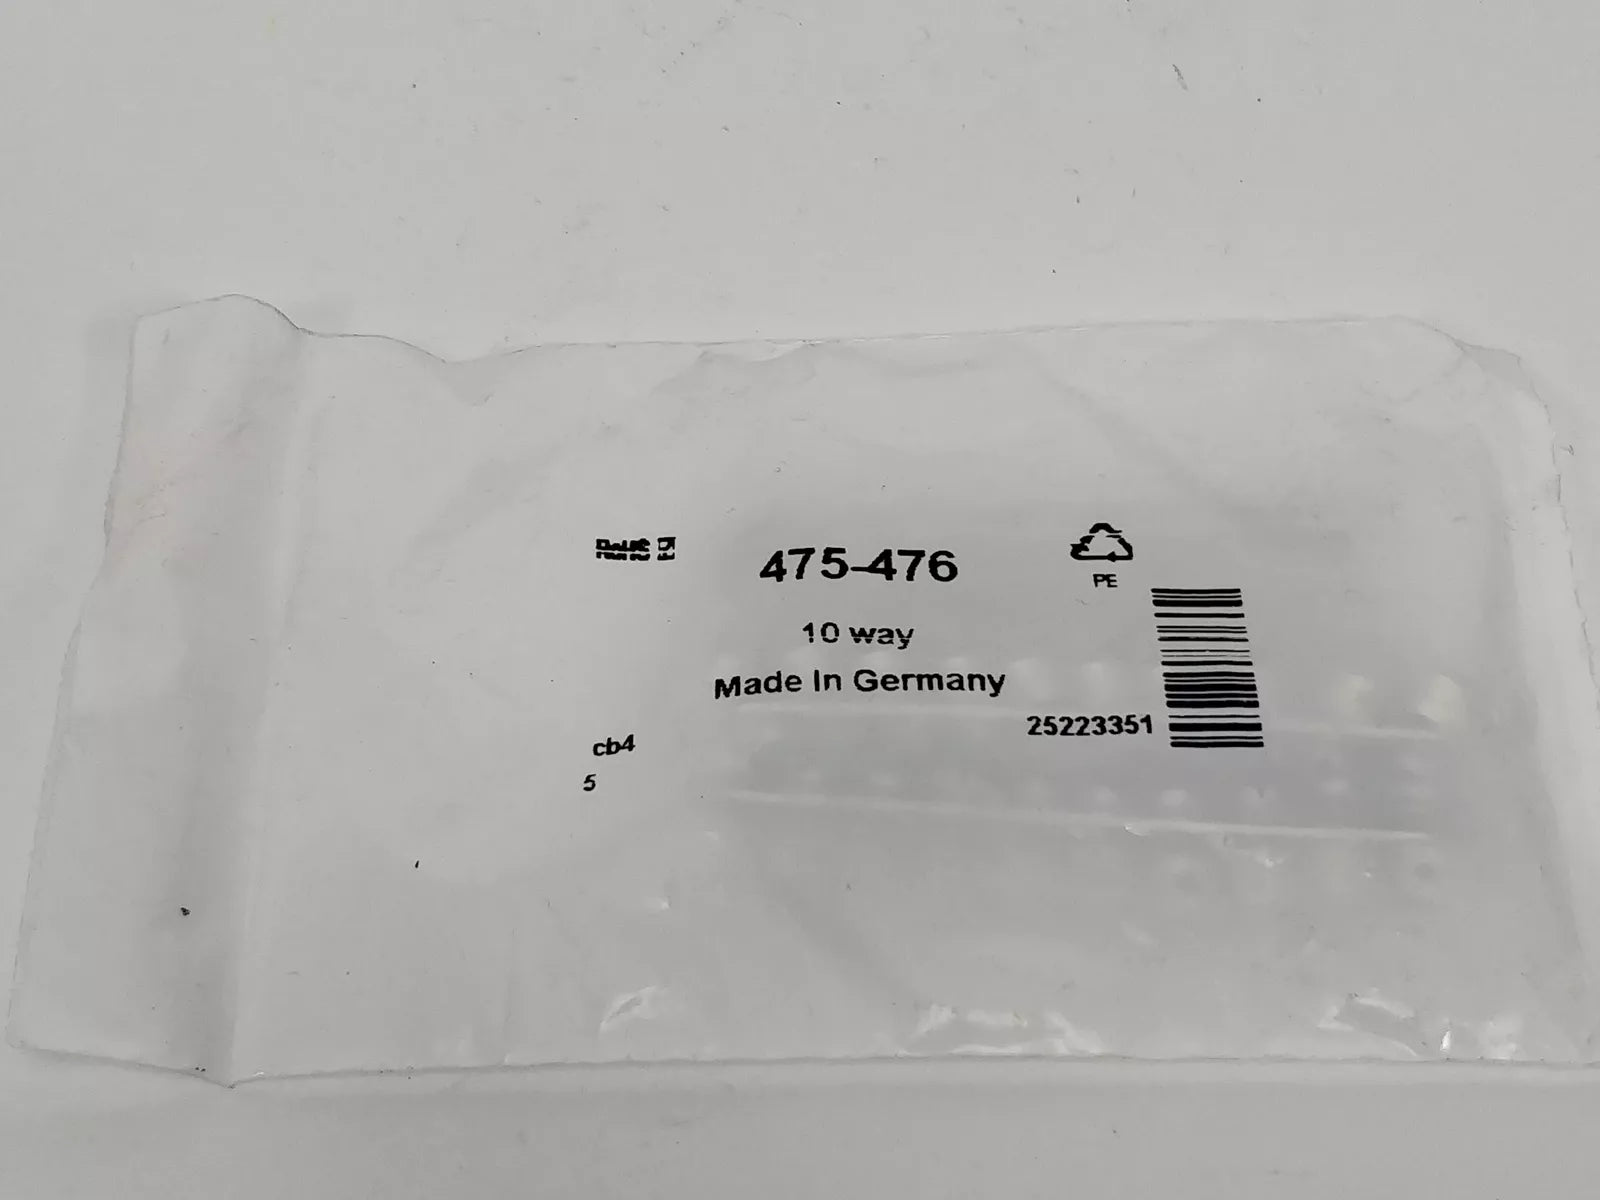 RoHS
475-476
PE
10 way
Made In Germany
25223351
cb4
5